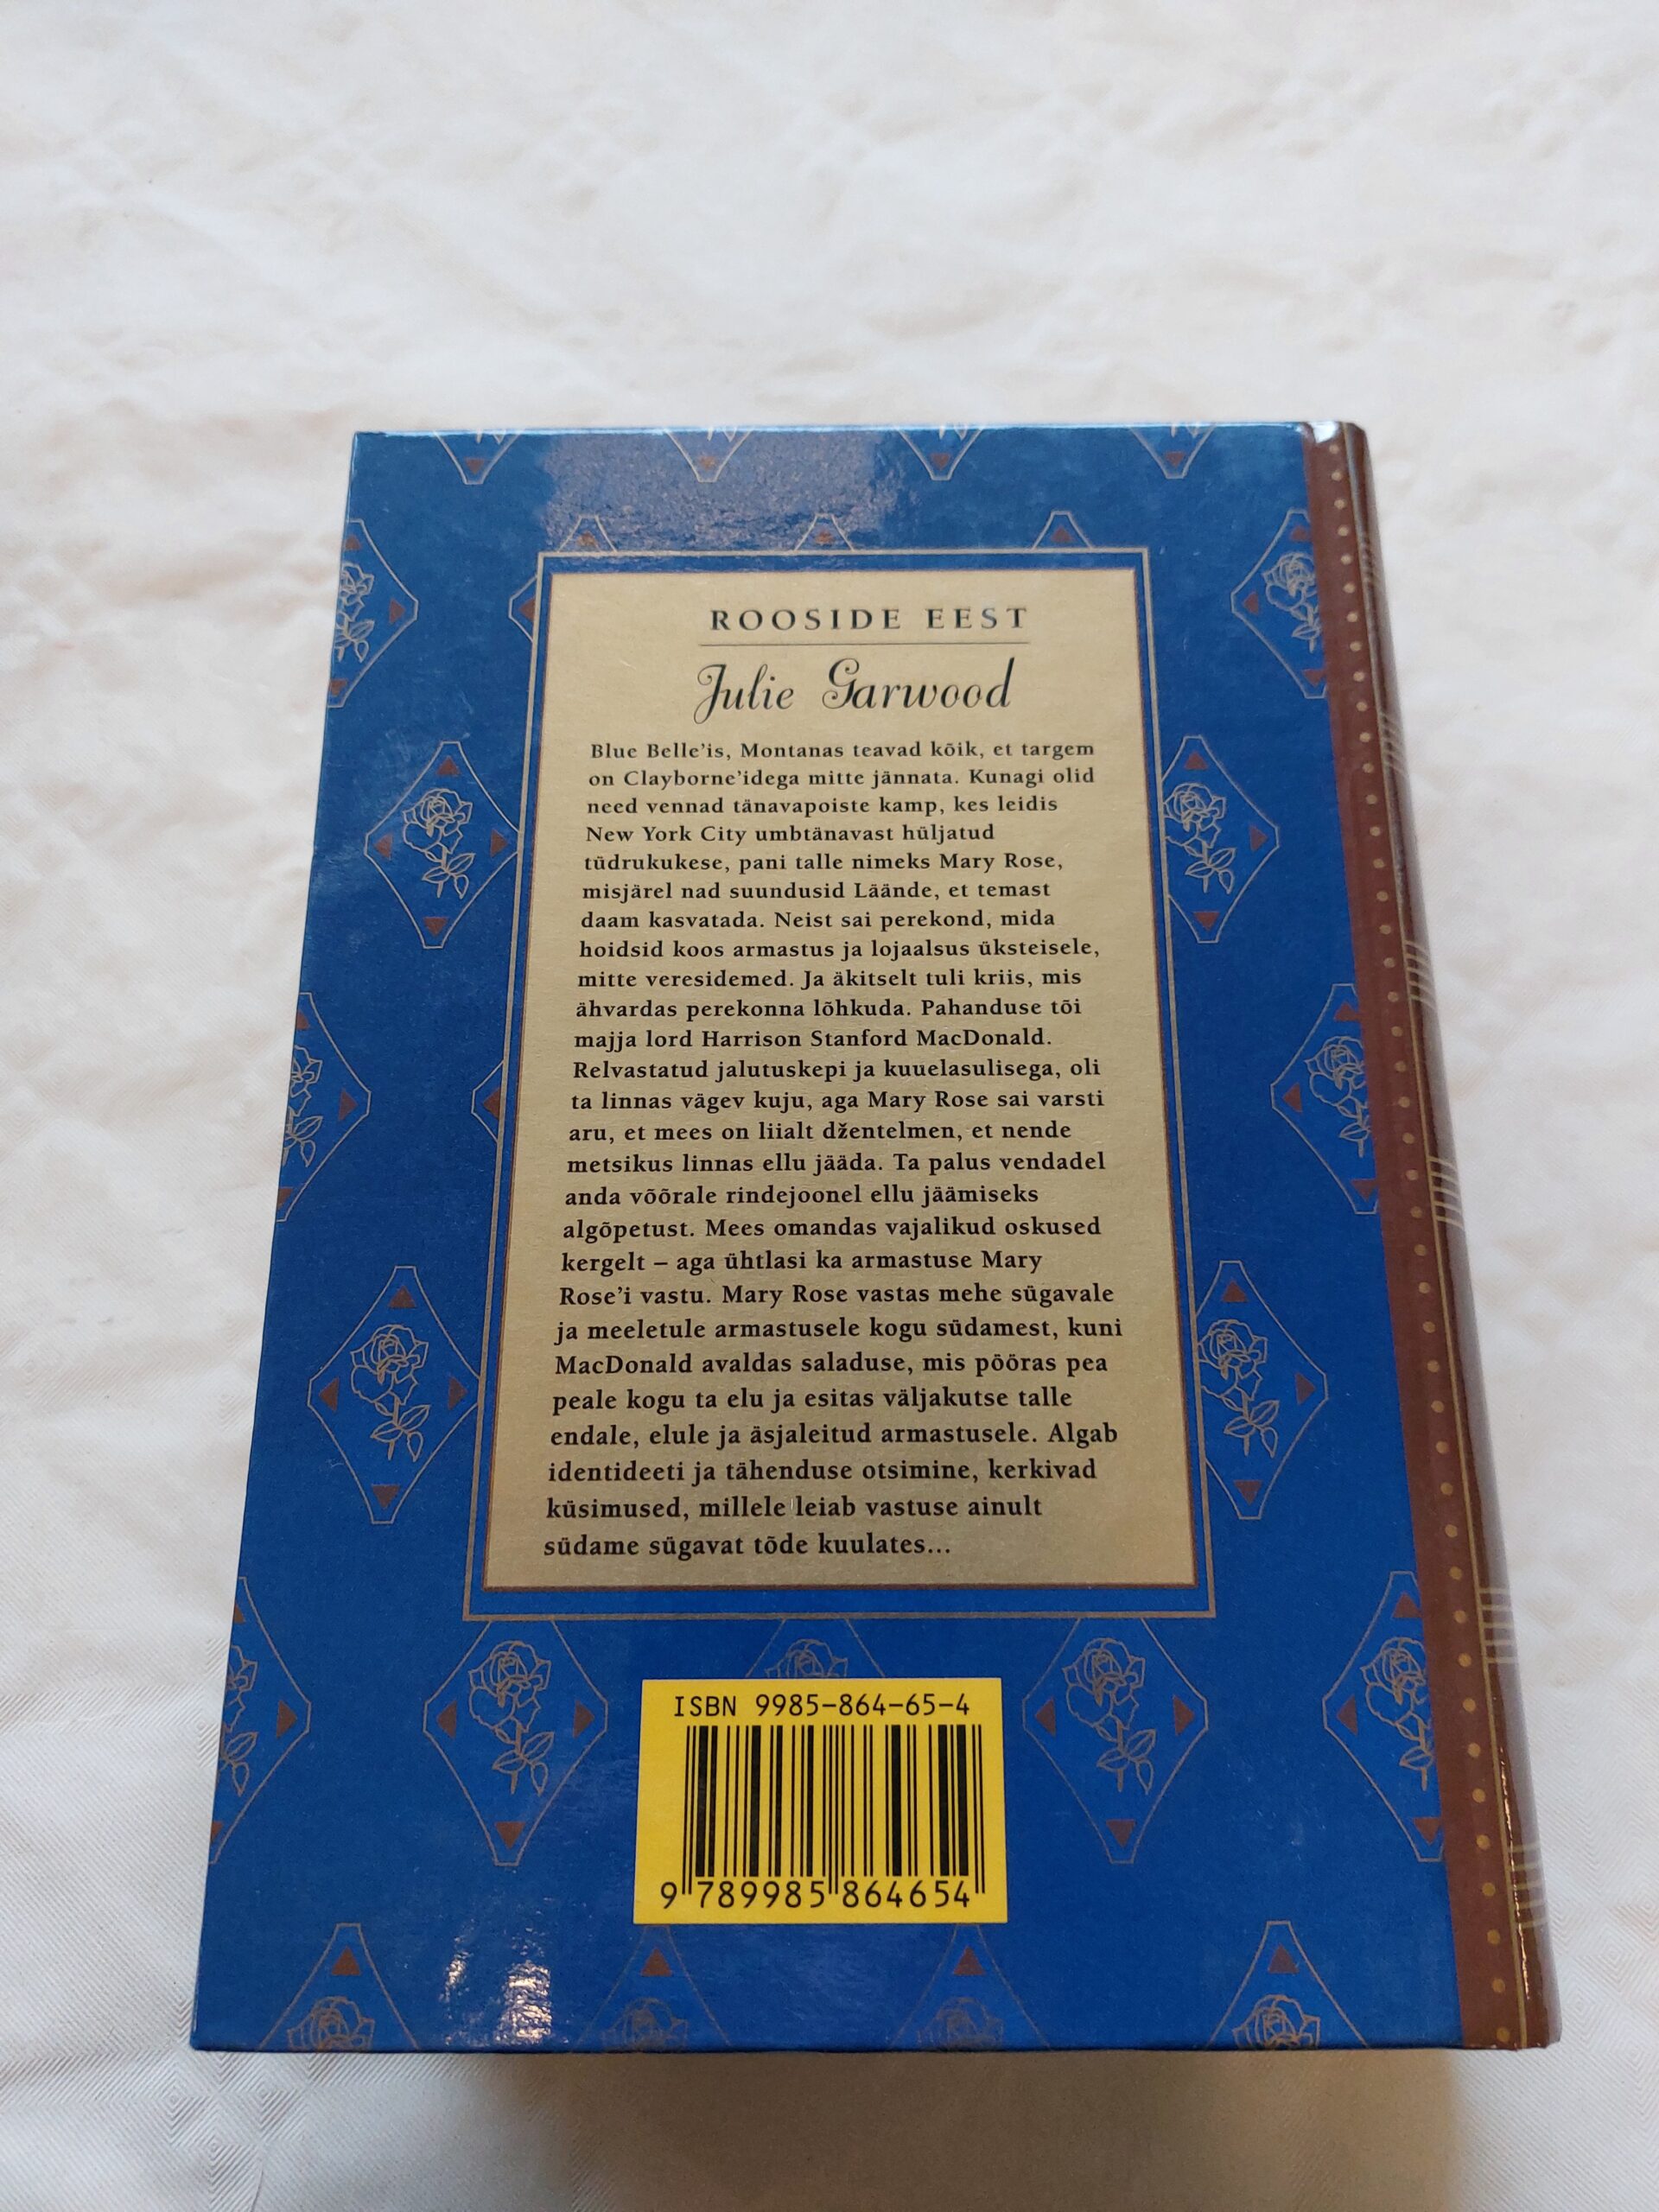 ROOSIDE EEST
Julie Garwood
Blue Belle'is, Montanas teavad kõik, et targem
on Clayborne'idega mitte jännata. Kunagi olid
need vennad tänavapoiste kamp, kes leidis
New York City umbtänavast hüljatud
tüdrukukese, pani talle nimeks Mary Rose,
misjärel nad suundusid Läände, et temast
daam kasvatada. Neist sai perekond, mida
hoidsid koos armastus ja lojaalsus üksteisele,
mitte veresidemed. Ja äkitselt tuli kriis, mis
ähvardas perekonna lõhkuda. Pahanduse tõi
majja lord Harrison Stanford MacDonald.
Relvastatud jalutuskepi ja kuuelasulisega, oli
ta linnas vägev kuju, aga Mary Rose sai varsti
aru, et mees on liialt džentelmen, et nende
metsikus linnas ellu jääda. Ta palus vendadel
anda võõrale rindejoonel ellu jäämiseks
algõpetust. Mees omandas vajalikud oskused
kergelt – aga ühtlasi ka armastuse Mary
Rose'i vastu. Mary Rose vastas mehe sügavale
ja meeletule armastusele kogu südamest, kuni
MacDonald avaldas saladuse, mis pööras pea
peale kogu ta elu ja esitas väljakutse talle
endale, elule ja äsjaleitud armastusele. Algab
identideeti ja tähenduse otsimine, kerkivad
küsimused, millele leiab vastuse ainult
südame sügavat tõde kuulates...
ISBN 9985-864-65-4
9 789985 864654